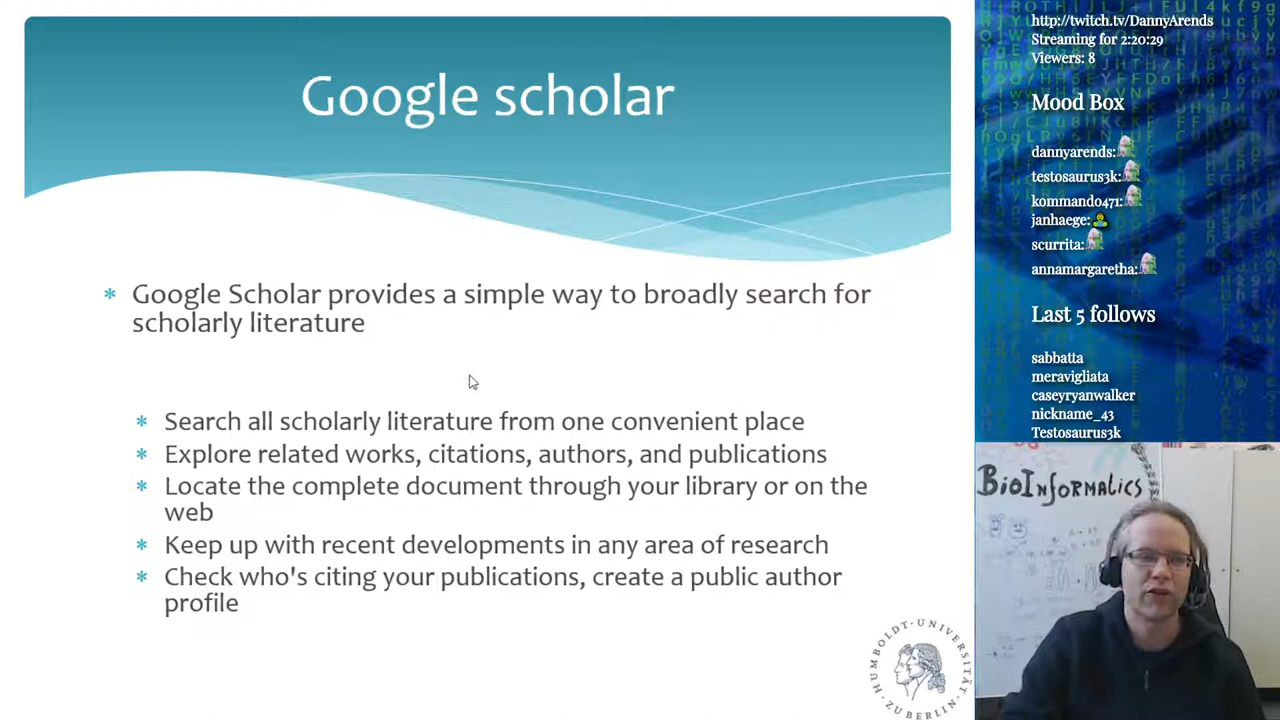 Google scholar
* Google Scholar provides a simple way to broadly search for
scholarly literature
* Search all scholarly literature from one convenient place
* Explore related works, citations, authors, and publications
* Locate the complete document through your library or on the
web
* Keep up with recent developments in any area of research
* Check who's citing your publications, create a public author
profile
HUMBOLDT-UNIVERSITÄT
ZU BERLIN
http://twitch.tv/DannyArends
Streaming for 2:20:29
Viewers: 8
Mood Box
dannyarends:
testosaurus3k:
kommando471:
janhaege:
scurrita:
annamargaretha:
Last 5 follows
sabbatta
meravigliata
caseyryanwalker
nickname_43
Testosaurus3k
BioInformatics